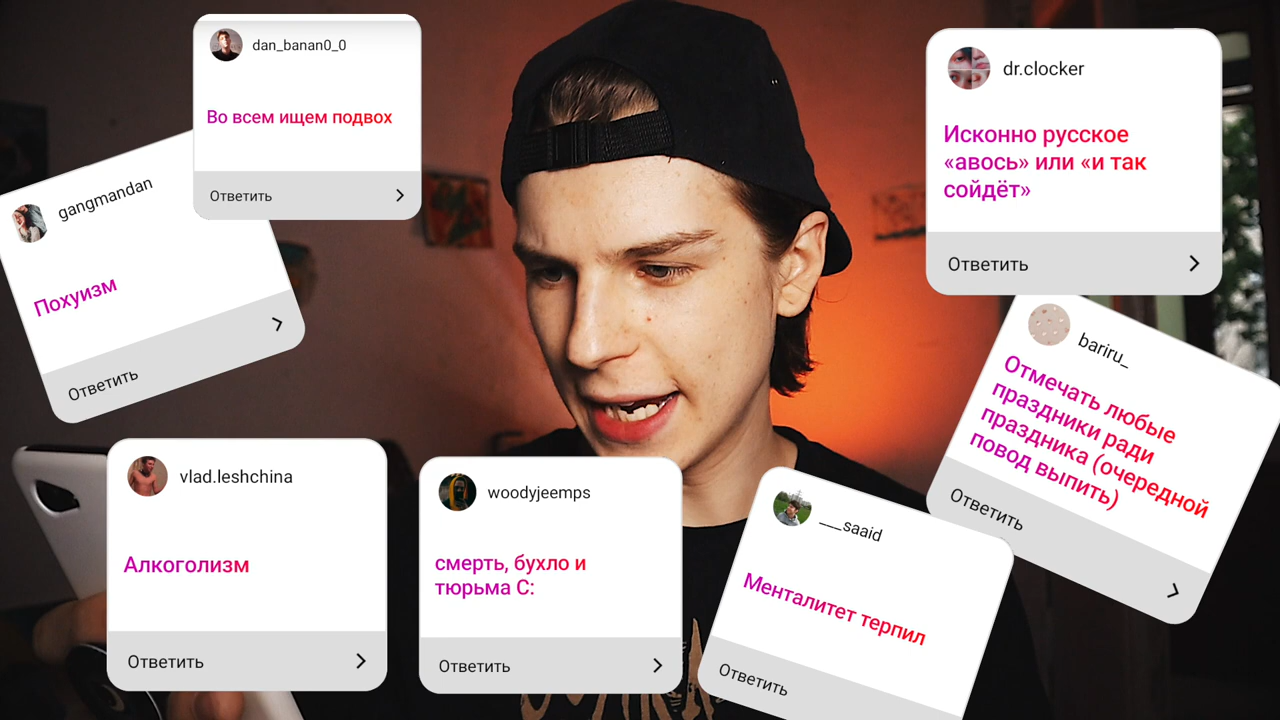 dan_banan0_0
Во всем ищем подвох
Ответить
gangmandan
Похуизм
Ответить
dr.clocker
Исконно русское
«авось» или «и так
сойдёт»
Ответить
bariru_
Отмечать любые
праздники ради
праздника (очередной
повод выпить)
Ответить
vlad.leshchina
Алкоголизм
Ответить
woodyjeemps
смерть, бухло и
тюрьма С:
Ответить
___saaid
Менталитет терпил
Ответить